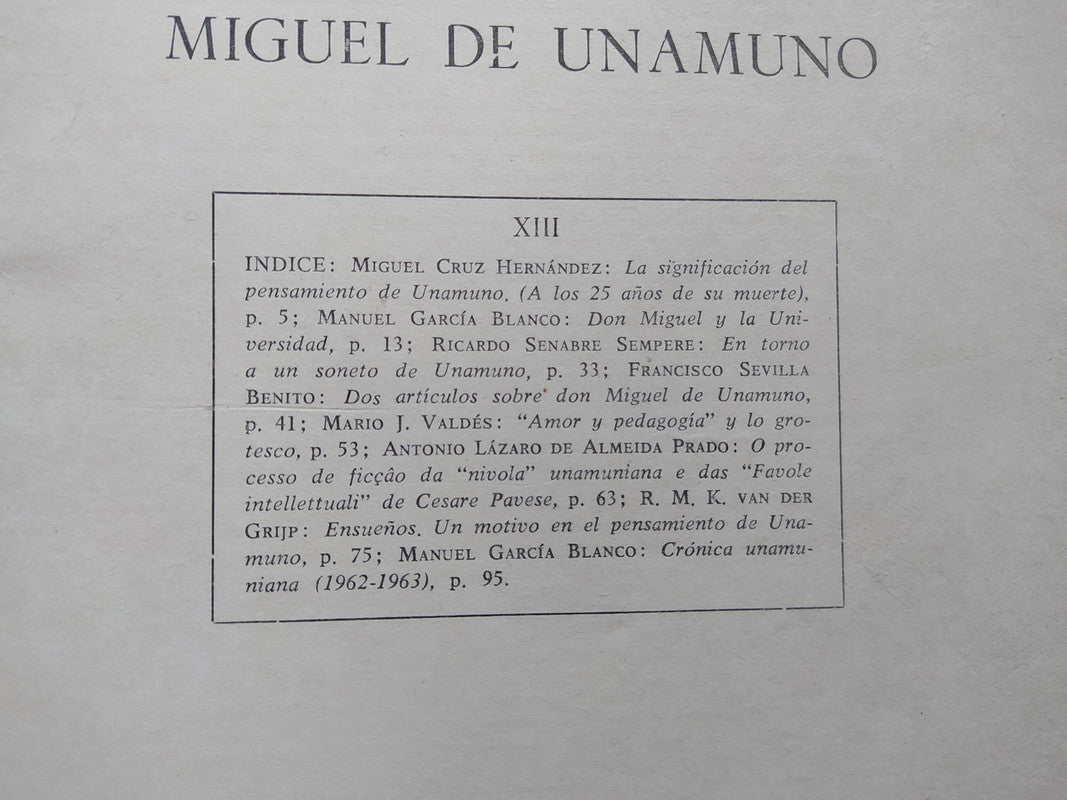 MIGUEL DE UNAMUNO
XIII
INDICE: MIGUEL CRUZ HERNÁNDEZ: La significación del
pensamiento de Unamuno. (A los 25 años de su muerte),
p. 5; MANUEL GARCÍA BLANCO: Don Miguel y la Uni-
versidad, p. 13; RICARDO SENABRE SEMPERE: En torno
a un soneto de Unamuno, p. 33; FRANCISCO SEVILLA
BENITO: Dos artículos sobre don Miguel de Unamuno,
p. 41; MARIO J. VALDÉS: “Amor y pedagogía” y lo gro-
tesco, p. 53; ANTONIO LÁZARO DE ALMEIDA PRADO: O pro-
cesso de ficçâo da “nivola” unamuniana e das “Favole
intellettuali” de Cesare Pavese, p. 63; R. M. K. VAN DER
GRIJP: Ensueños. Un motivo en el pensamiento de Una-
muno, p. 75; MANUEL GARCÍA BLANCO: Crónica unamu-
niana (1962-1963), p. 95.